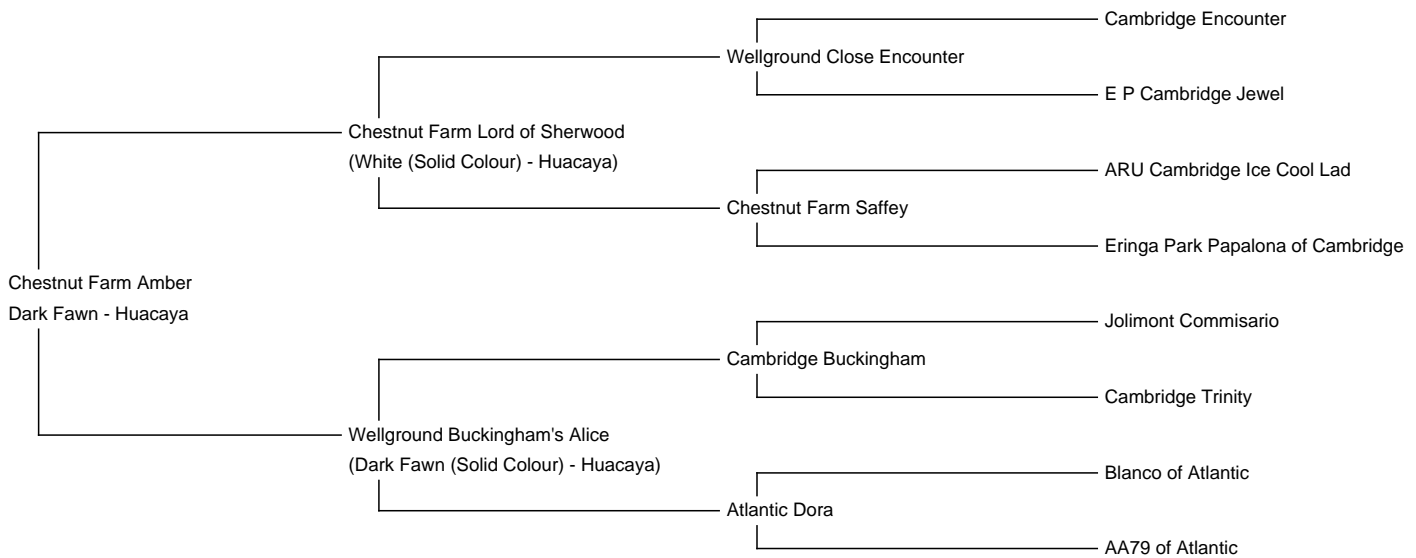 Cambridge Encounter
Wellground Close Encounter
E P Cambridge Jewel
Chestnut Farm Lord of Sherwood
(White (Solid Colour) - Huacaya)
ARU Cambridge Ice Cool Lad
Chestnut Farm Saffey
Eringa Park Papalona of Cambridge
Chestnut Farm Amber
Dark Fawn - Huacaya
Jolimont Commisario
Cambridge Buckingham
Cambridge Trinity
Wellground Buckingham's Alice
(Dark Fawn (Solid Colour) - Huacaya)
Blanco of Atlantic
Atlantic Dora
AA79 of Atlantic